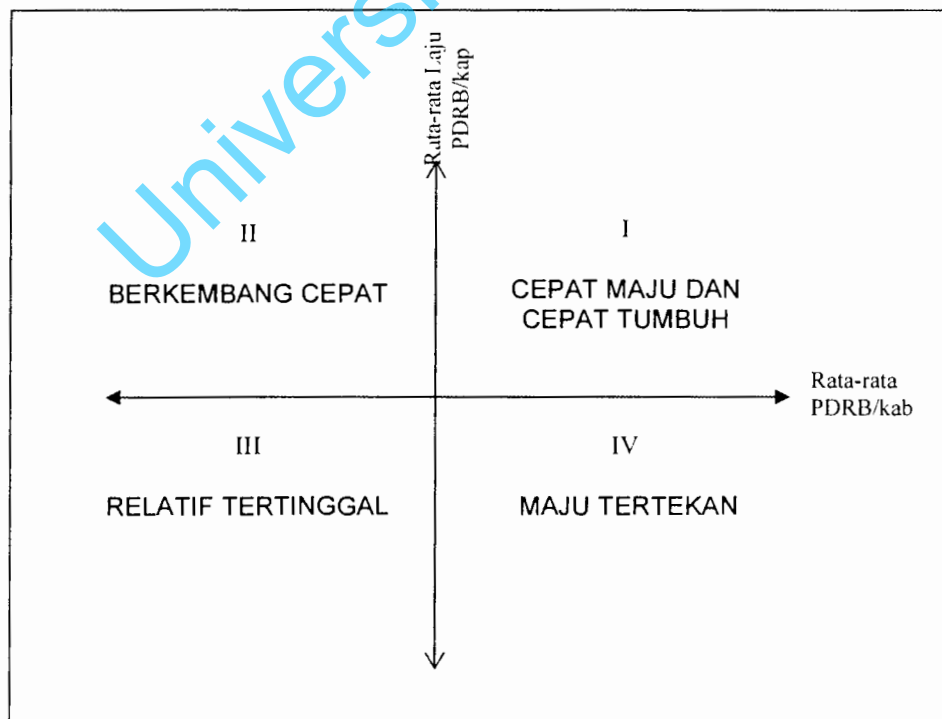 Univers
Rata-rata Laju
PDRB/kap
II
BERKEMBANG CEPAT
I
CEPAT MAJU DAN
CEPAT TUMBUH
Rata-rata
PDRB/kab
III
RELATIF TERTINGGAL
IV
MAJU TERTEKAN